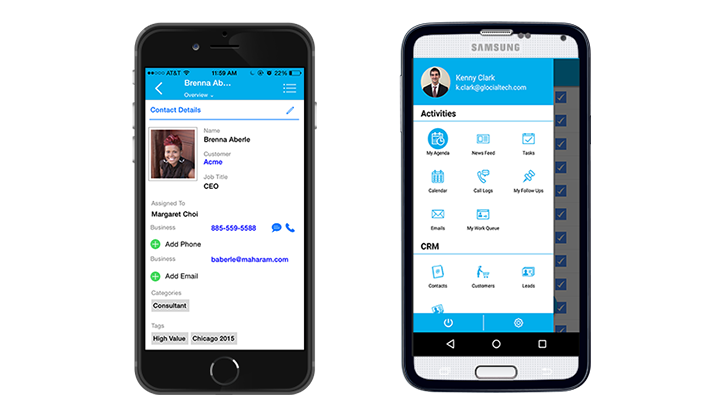 AT&T 11:59 AM 22%
Brenna Ab...
Overview
Contact Details
Name
Brenna Aberle
Customer
Acme
Job Title
CEO
Assigned To
Margaret Choi
Business 885-559-5588
Add Phone
Business baberle@maharam.com
Add Email
Categories
Consultant
Tags
High Value Chicago 2015
SAMSUNG
Kenny Clark
k.clark@glocialtech.com
Activities
My Agenda News Feed Tasks
Calendar Call Logs My Follow Ups
Emails My Work Queue
CRM
Contacts Customers Leads